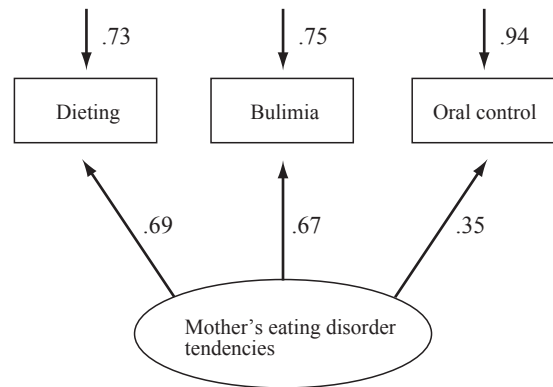 .73 .75 .94
Dieting Bulimia Oral control
.69 .67 .35
Mother’s eating disorder
tendencies